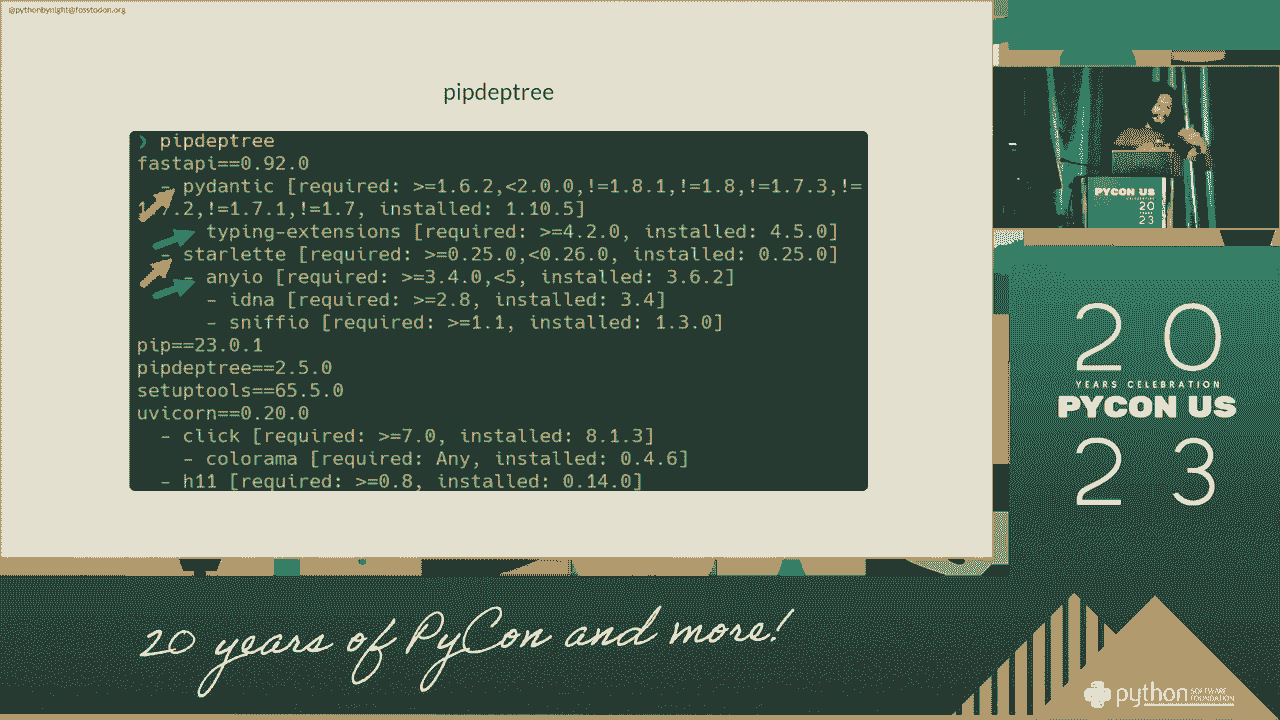 @pythonbynight@fosstodon.org
pipdeptree
❯ pipdeptree
fastapi==0.92.0
- pydantic [required: >=1.6.2,<2.0.0,!=1.8.1,!=1.8,!=1.7.3,!=
1.7.2,!=1.7.1,!=1.7, installed: 1.10.5]
typing-extensions [required: >=4.2.0, installed: 4.5.0]
- starlette [required: >=0.25.0,<0.26.0, installed: 0.25.0]
- anyio [required: >=3.4.0,<5, installed: 3.6.2]
- idna [required: >=2.8, installed: 3.4]
- sniffio [required: >=1.1, installed: 1.3.0]
pip==23.0.1
pipdeptree==2.5.0
setuptools==65.5.0
uvicorn==0.20.0
- click [required: >=7.0, installed: 8.1.3]
- colorama [required: Any, installed: 0.4.6]
- h11 [required: >=0.8, installed: 0.14.0]
PYCON US
20
23
20
YEARS CELEBRATION
PYCON US
23
20 years of PyCon and more!
python SOFTWARE
FOUNDATION